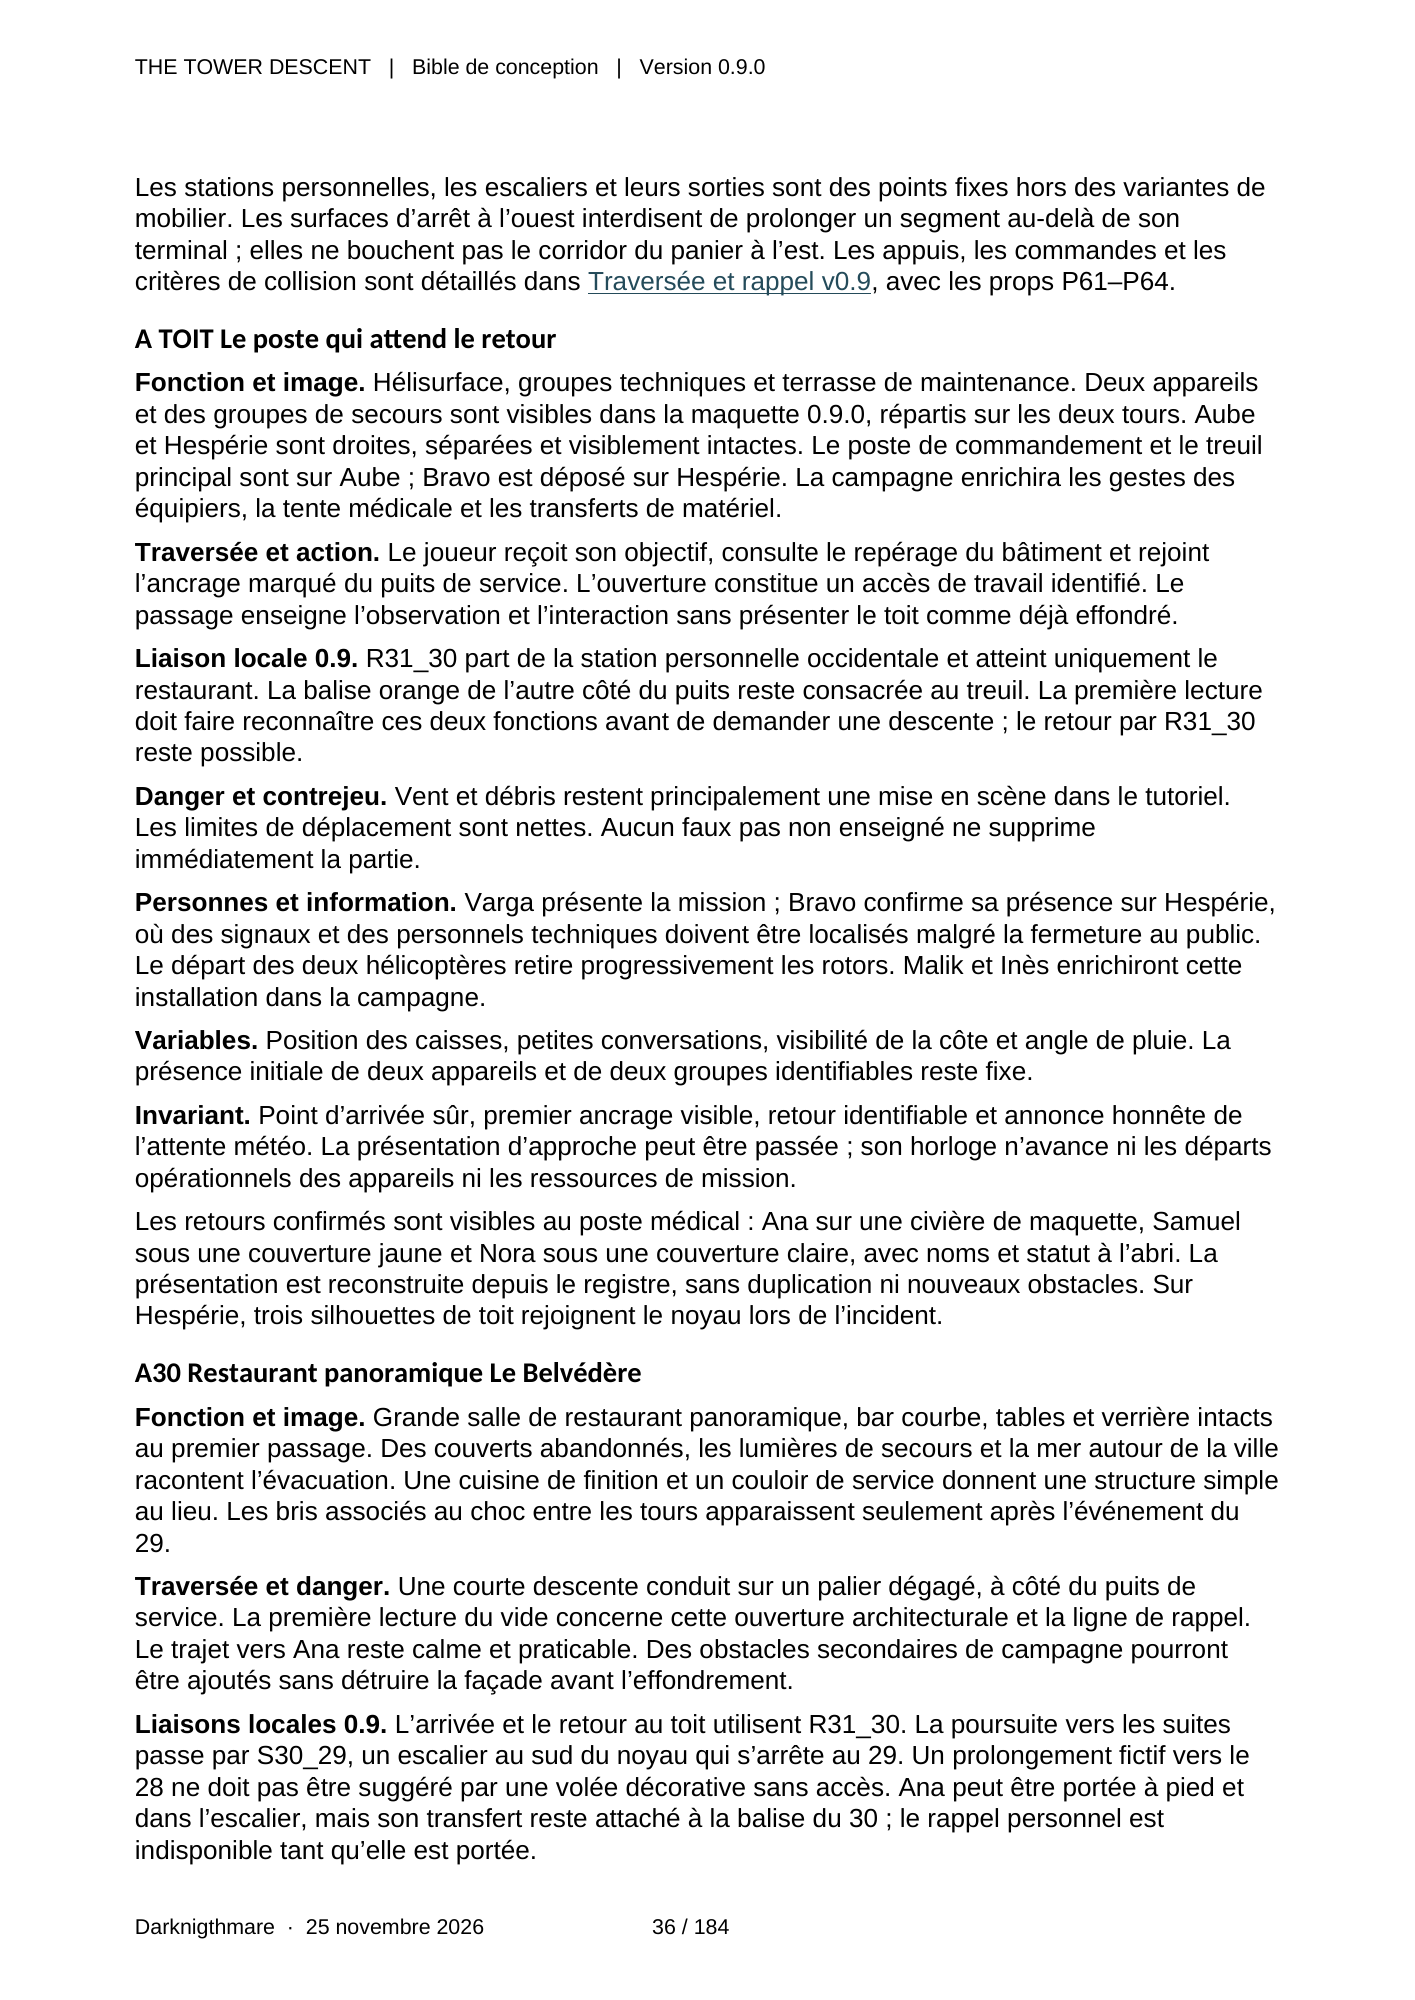 THE TOWER DESCENT | Bible de conception | Version 0.9.0
Les stations personnelles, les escaliers et leurs sorties sont des points fixes hors des variantes de
mobilier. Les surfaces d’arrêt à l’ouest interdisent de prolonger un segment au-delà de son
terminal ; elles ne bouchent pas le corridor du panier à l’est. Les appuis, les commandes et les
critères de collision sont détaillés dans Traversée et rappel v0.9, avec les props P61–P64.
A TOIT Le poste qui attend le retour
Fonction et image. Hélisurface, groupes techniques et terrasse de maintenance. Deux appareils
et des groupes de secours sont visibles dans la maquette 0.9.0, répartis sur les deux tours. Aube
et Hespérie sont droites, séparées et visiblement intactes. Le poste de commandement et le treuil
principal sont sur Aube ; Bravo est déposé sur Hespérie. La campagne enrichira les gestes des
équipiers, la tente médicale et les transferts de matériel.
Traversée et action. Le joueur reçoit son objectif, consulte le repérage du bâtiment et rejoint
l’ancrage marqué du puits de service. L’ouverture constitue un accès de travail identifié. Le
passage enseigne l’observation et l’interaction sans présenter le toit comme déjà effondré.
Liaison locale 0.9. R31_30 part de la station personnelle occidentale et atteint uniquement le
restaurant. La balise orange de l’autre côté du puits reste consacrée au treuil. La première lecture
doit faire reconnaître ces deux fonctions avant de demander une descente ; le retour par R31_30
reste possible.
Danger et contrejeu. Vent et débris restent principalement une mise en scène dans le tutoriel.
Les limites de déplacement sont nettes. Aucun faux pas non enseigné ne supprime
immédiatement la partie.
Personnes et information. Varga présente la mission ; Bravo confirme sa présence sur Hespérie,
où des signaux et des personnels techniques doivent être localisés malgré la fermeture au public.
Le départ des deux hélicoptères retire progressivement les rotors. Malik et Inès enrichiront cette
installation dans la campagne.
Variables. Position des caisses, petites conversations, visibilité de la côte et angle de pluie. La
présence initiale de deux appareils et de deux groupes identifiables reste fixe.
Invariant. Point d’arrivée sûr, premier ancrage visible, retour identifiable et annonce honnête de
l’attente météo. La présentation d’approche peut être passée ; son horloge n’avance ni les départs
opérationnels des appareils ni les ressources de mission.
Les retours confirmés sont visibles au poste médical : Ana sur une civière de maquette, Samuel
sous une couverture jaune et Nora sous une couverture claire, avec noms et statut à l’abri. La
présentation est reconstruite depuis le registre, sans duplication ni nouveaux obstacles. Sur
Hespérie, trois silhouettes de toit rejoignent le noyau lors de l’incident.
A30 Restaurant panoramique Le Belvédère
Fonction et image. Grande salle de restaurant panoramique, bar courbe, tables et verrière intacts
au premier passage. Des couverts abandonnés, les lumières de secours et la mer autour de la ville
racontent l’évacuation. Une cuisine de finition et un couloir de service donnent une structure simple
au lieu. Les bris associés au choc entre les tours apparaissent seulement après l’événement du
29.
Traversée et danger. Une courte descente conduit sur un palier dégagé, à côté du puits de
service. La première lecture du vide concerne cette ouverture architecturale et la ligne de rappel.
Le trajet vers Ana reste calme et praticable. Des obstacles secondaires de campagne pourront
être ajoutés sans détruire la façade avant l’effondrement.
Liaisons locales 0.9. L’arrivée et le retour au toit utilisent R31_30. La poursuite vers les suites
passe par S30_29, un escalier au sud du noyau qui s’arrête au 29. Un prolongement fictif vers le
28 ne doit pas être suggéré par une volée décorative sans accès. Ana peut être portée à pied et
dans l’escalier, mais son transfert reste attaché à la balise du 30 ; le rappel personnel est
indisponible tant qu’elle est portée.
Darknigthmare · 25 novembre 2026 36 / 184